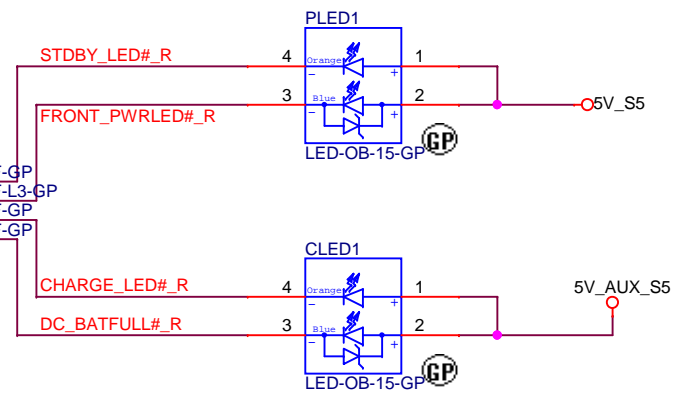 PLED1
STDBY_LED#_R
4
Orange
1
-
+
3
Blue
2
5V_S5
FRONT_PWRLED#_R
-
+
LED-OB-15-GP
GP
-GP
-L3-GP
-GP
-GP
CLED1
CHARGE_LED#_R
4
Orange
1
5V_AUX_S5
-
+
DC_BATFULL#_R
3
Blue
2
-
+
LED-OB-15-GP
GP